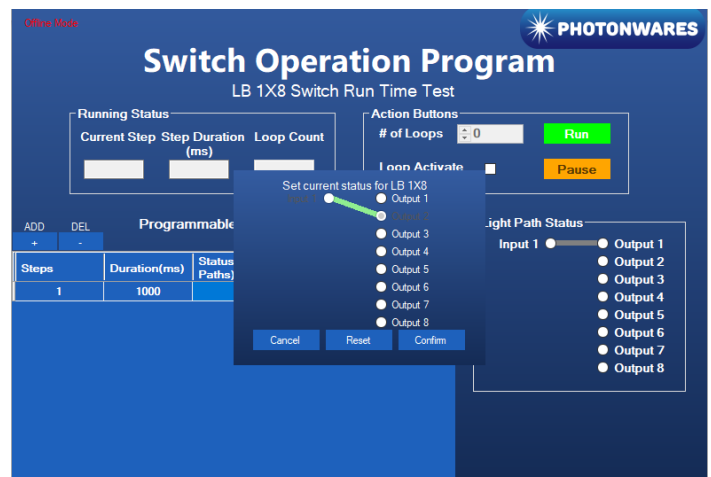 Offline Mode
PHOTONWARES
Switch Operation Program
LB 1X8 Switch Run Time Test
Running Status
Current Step Step Duration Loop Count
(ms)
Action Buttons
# of Loops 0 Run
Loop Activate Pause
Set current status for LB 1X8
Input 1 Output 1
Output 2
Output 3
Output 4
Output 5
Output 6
Output 7
Output 8
Cancel Reset Confirm
ADD DEL Programmable
+ -
Steps Duration(ms) Status
Paths)
1 1000
Light Path Status
Input 1 Output 1
Output 2
Output 3
Output 4
Output 5
Output 6
Output 7
Output 8